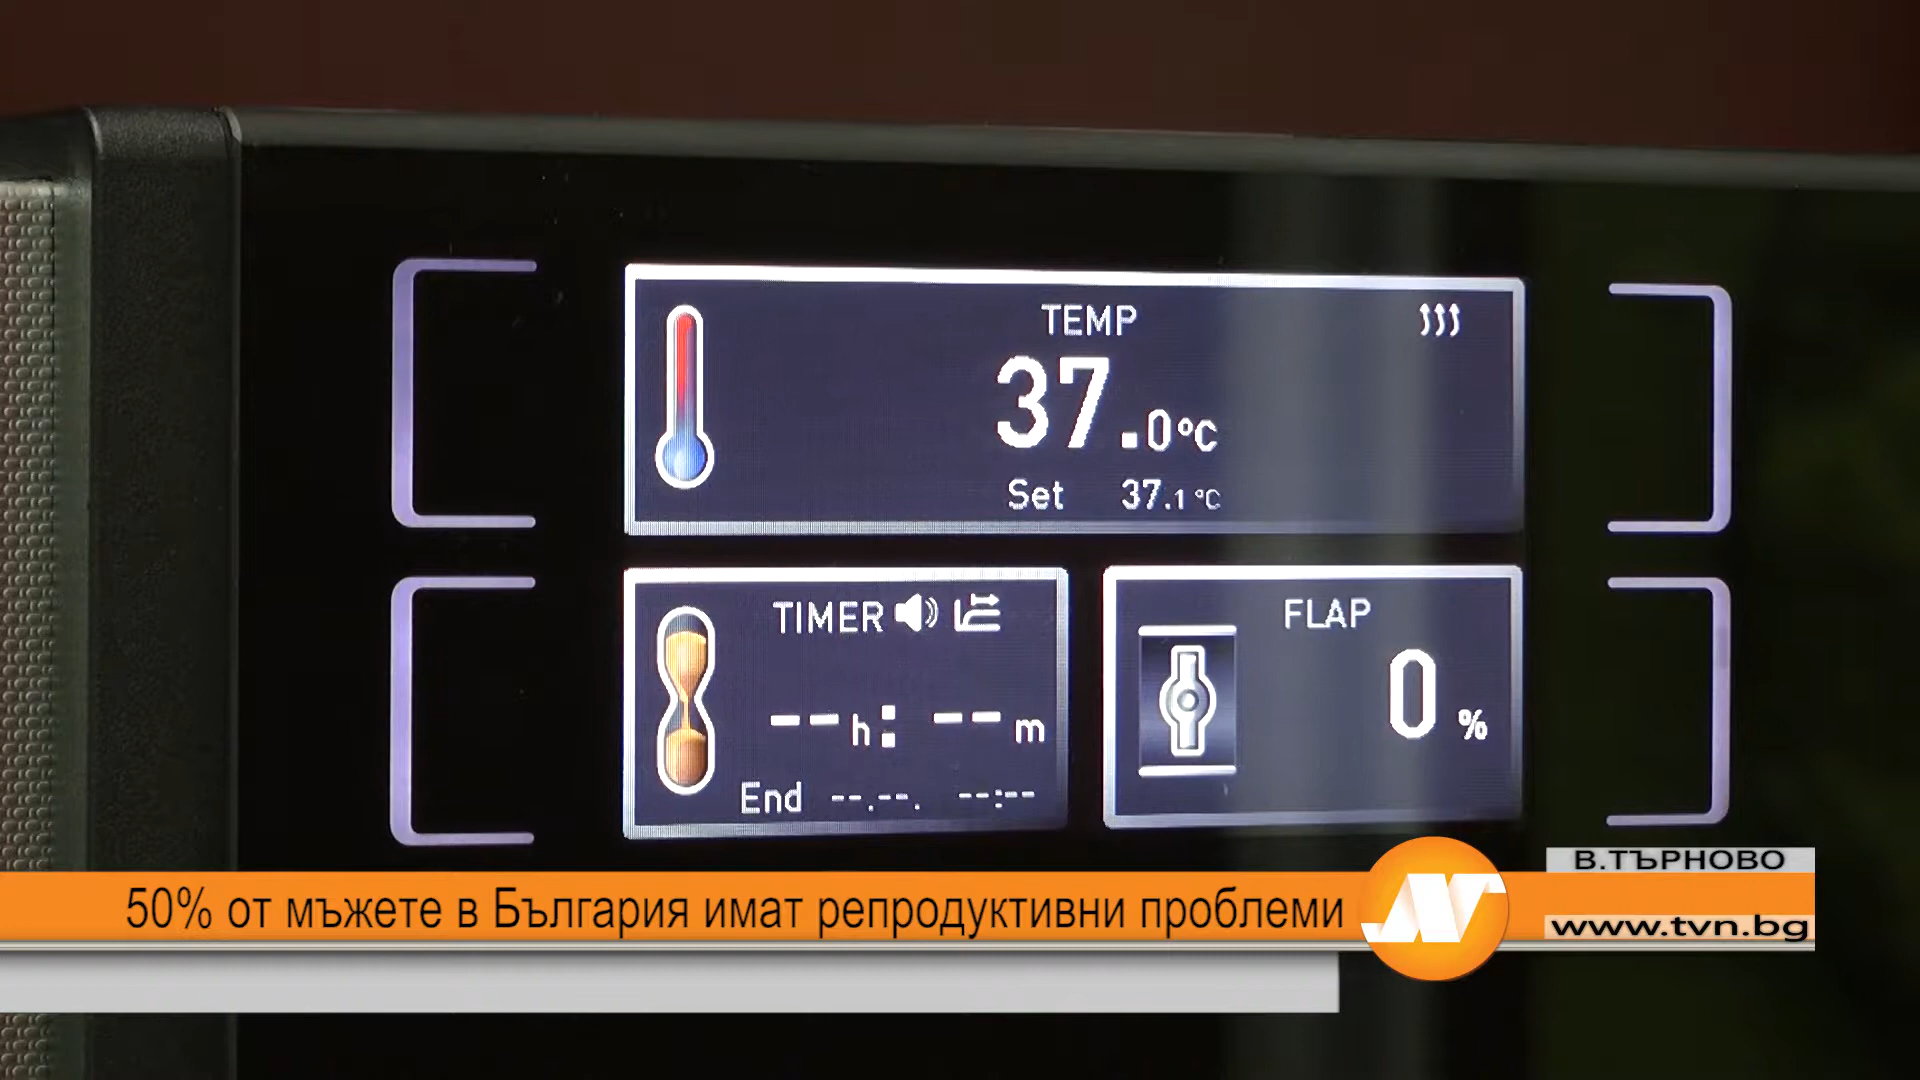 TEMP
37.0°C
Set 37.1°C
TIMER
--h:--m
End --.--. --:--
FLAP
0%
В.ТЪРНОВО
50% от мъжете в България имат репродуктивни проблеми
www.tvn.bg